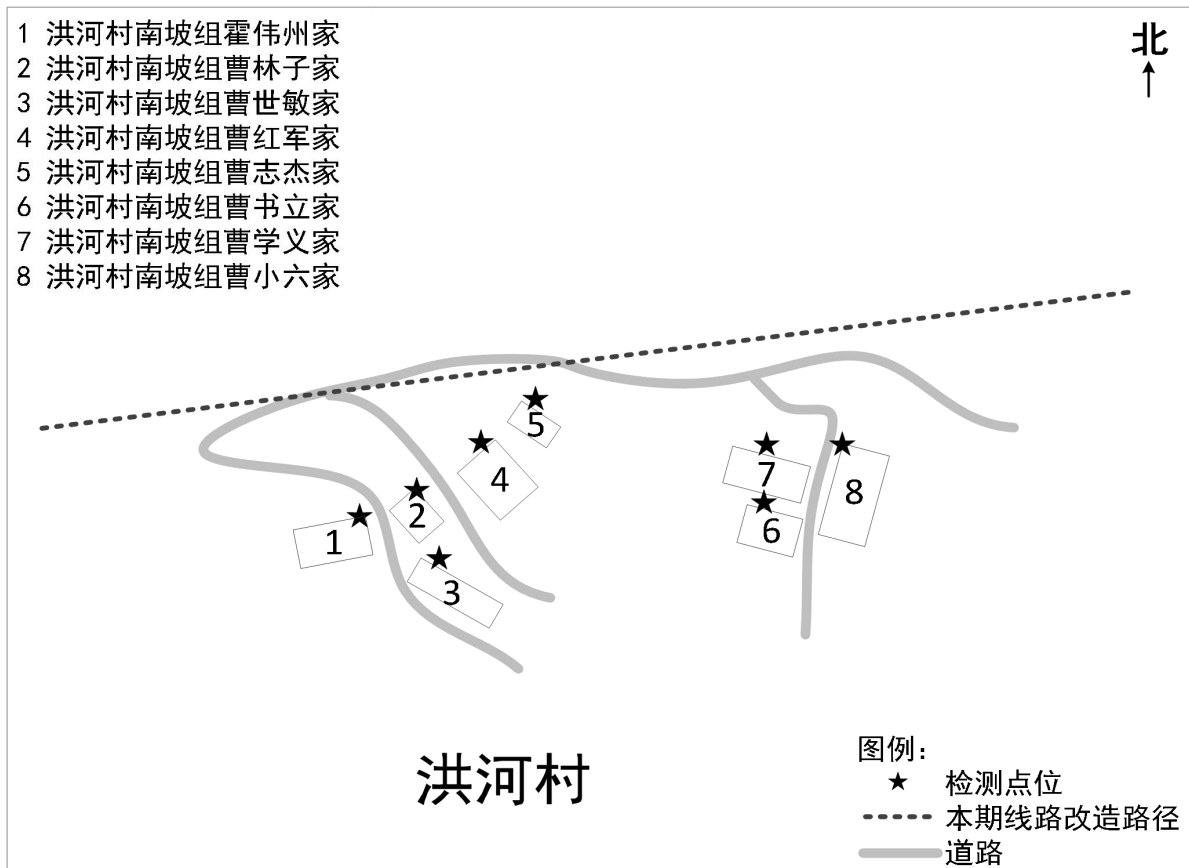 1 洪河村南坡组霍伟州家
2 洪河村南坡组曹林子家
3 洪河村南坡组曹世敏家
4 洪河村南坡组曹红军家
5 洪河村南坡组曹志杰家
6 洪河村南坡组曹书立家
7 洪河村南坡组曹学义家
8 洪河村南坡组曹小六家
北
5
4
7
8
2
6
1
3
洪河村
图例：
检测点位
本期线路改造路径
道路